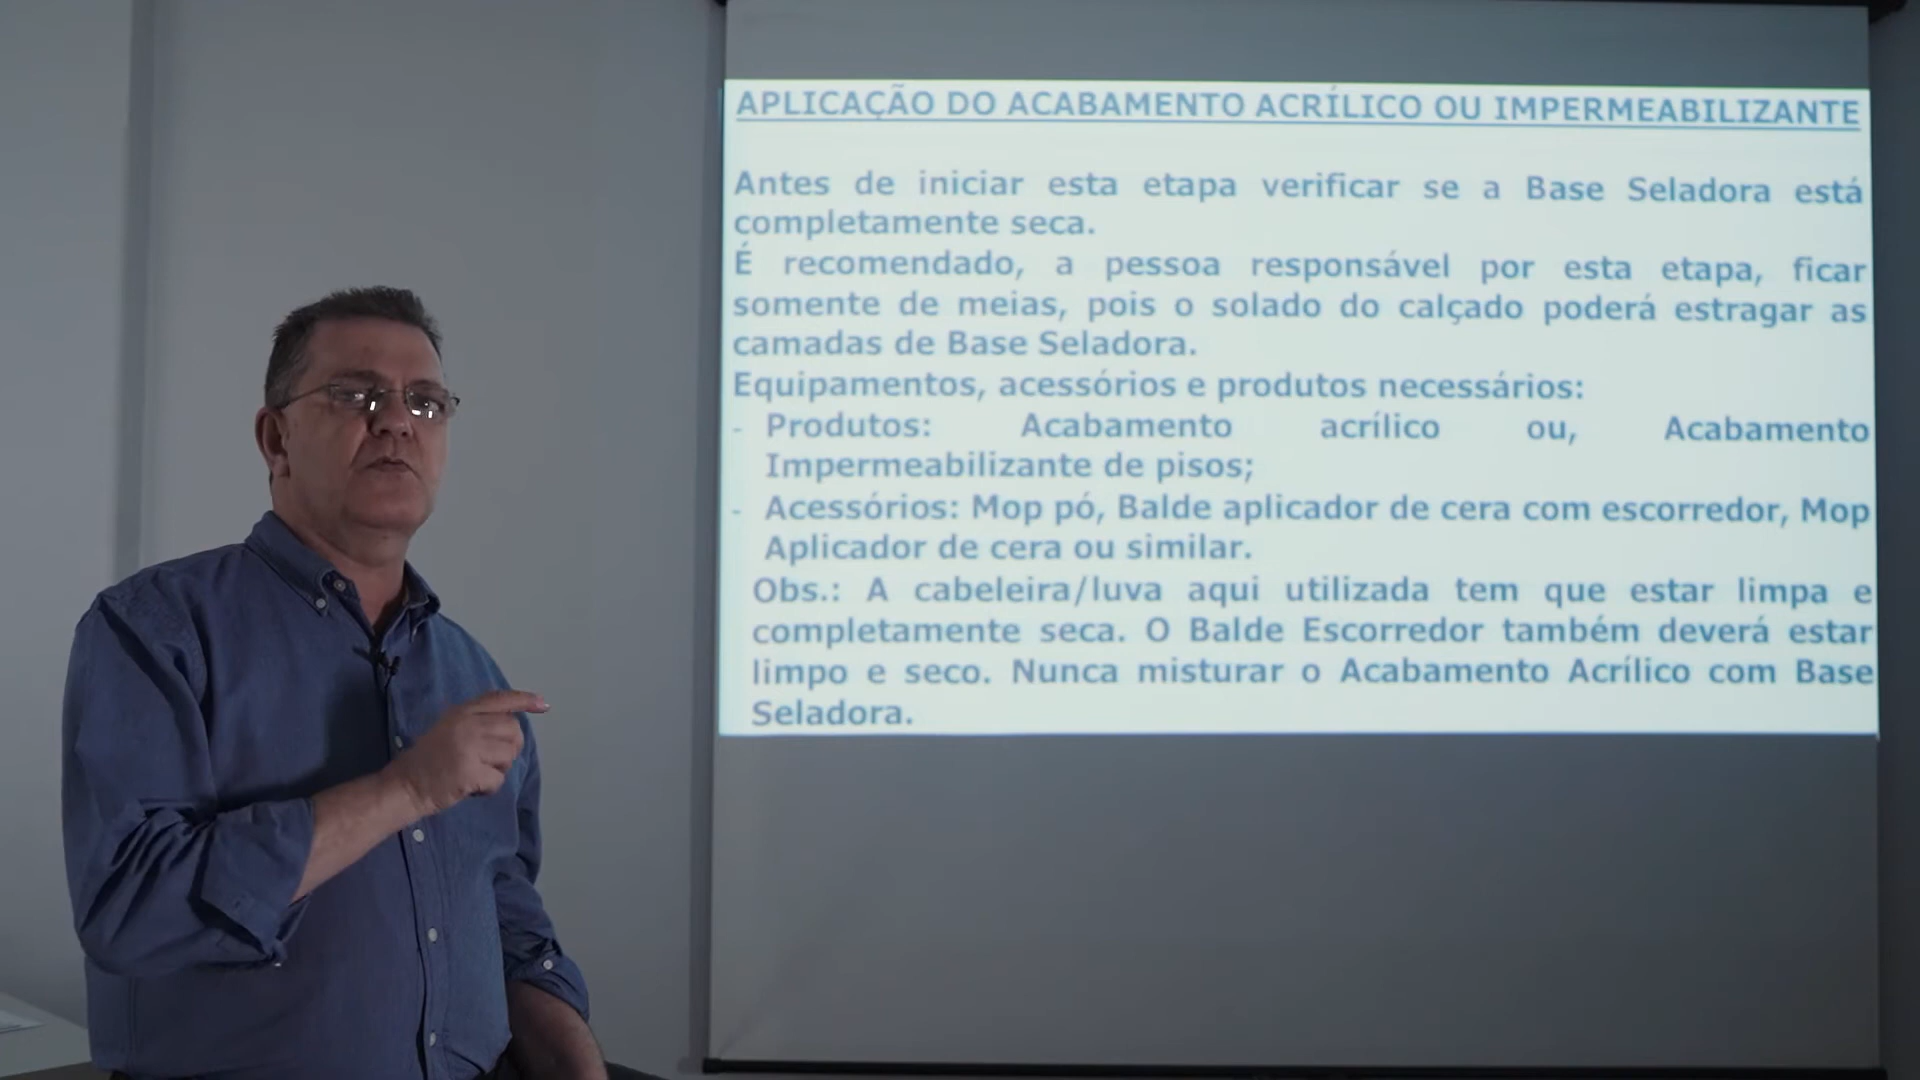 APLICAÇÃO DO ACABAMENTO ACRÍLICO OU IMPERMEABILIZANTE
Antes de iniciar esta etapa verificar se a Base Seladora está
completamente seca.
É recomendado, a pessoa responsável por esta etapa, ficar
somente de meias, pois o solado do calçado poderá estragar as
camadas de Base Seladora.
Equipamentos, acessórios e produtos necessários:
- Produtos: Acabamento acrílico ou, Acabamento
Impermeabilizante de pisos;
- Acessórios: Mop pó, Balde aplicador de cera com escorredor, Mop
Aplicador de cera ou similar.
Obs.: A cabeleira/luva aqui utilizada tem que estar limpa e
completamente seca. O Balde Escorredor também deverá estar
limpo e seco. Nunca misturar o Acabamento Acrílico com Base
Seladora.